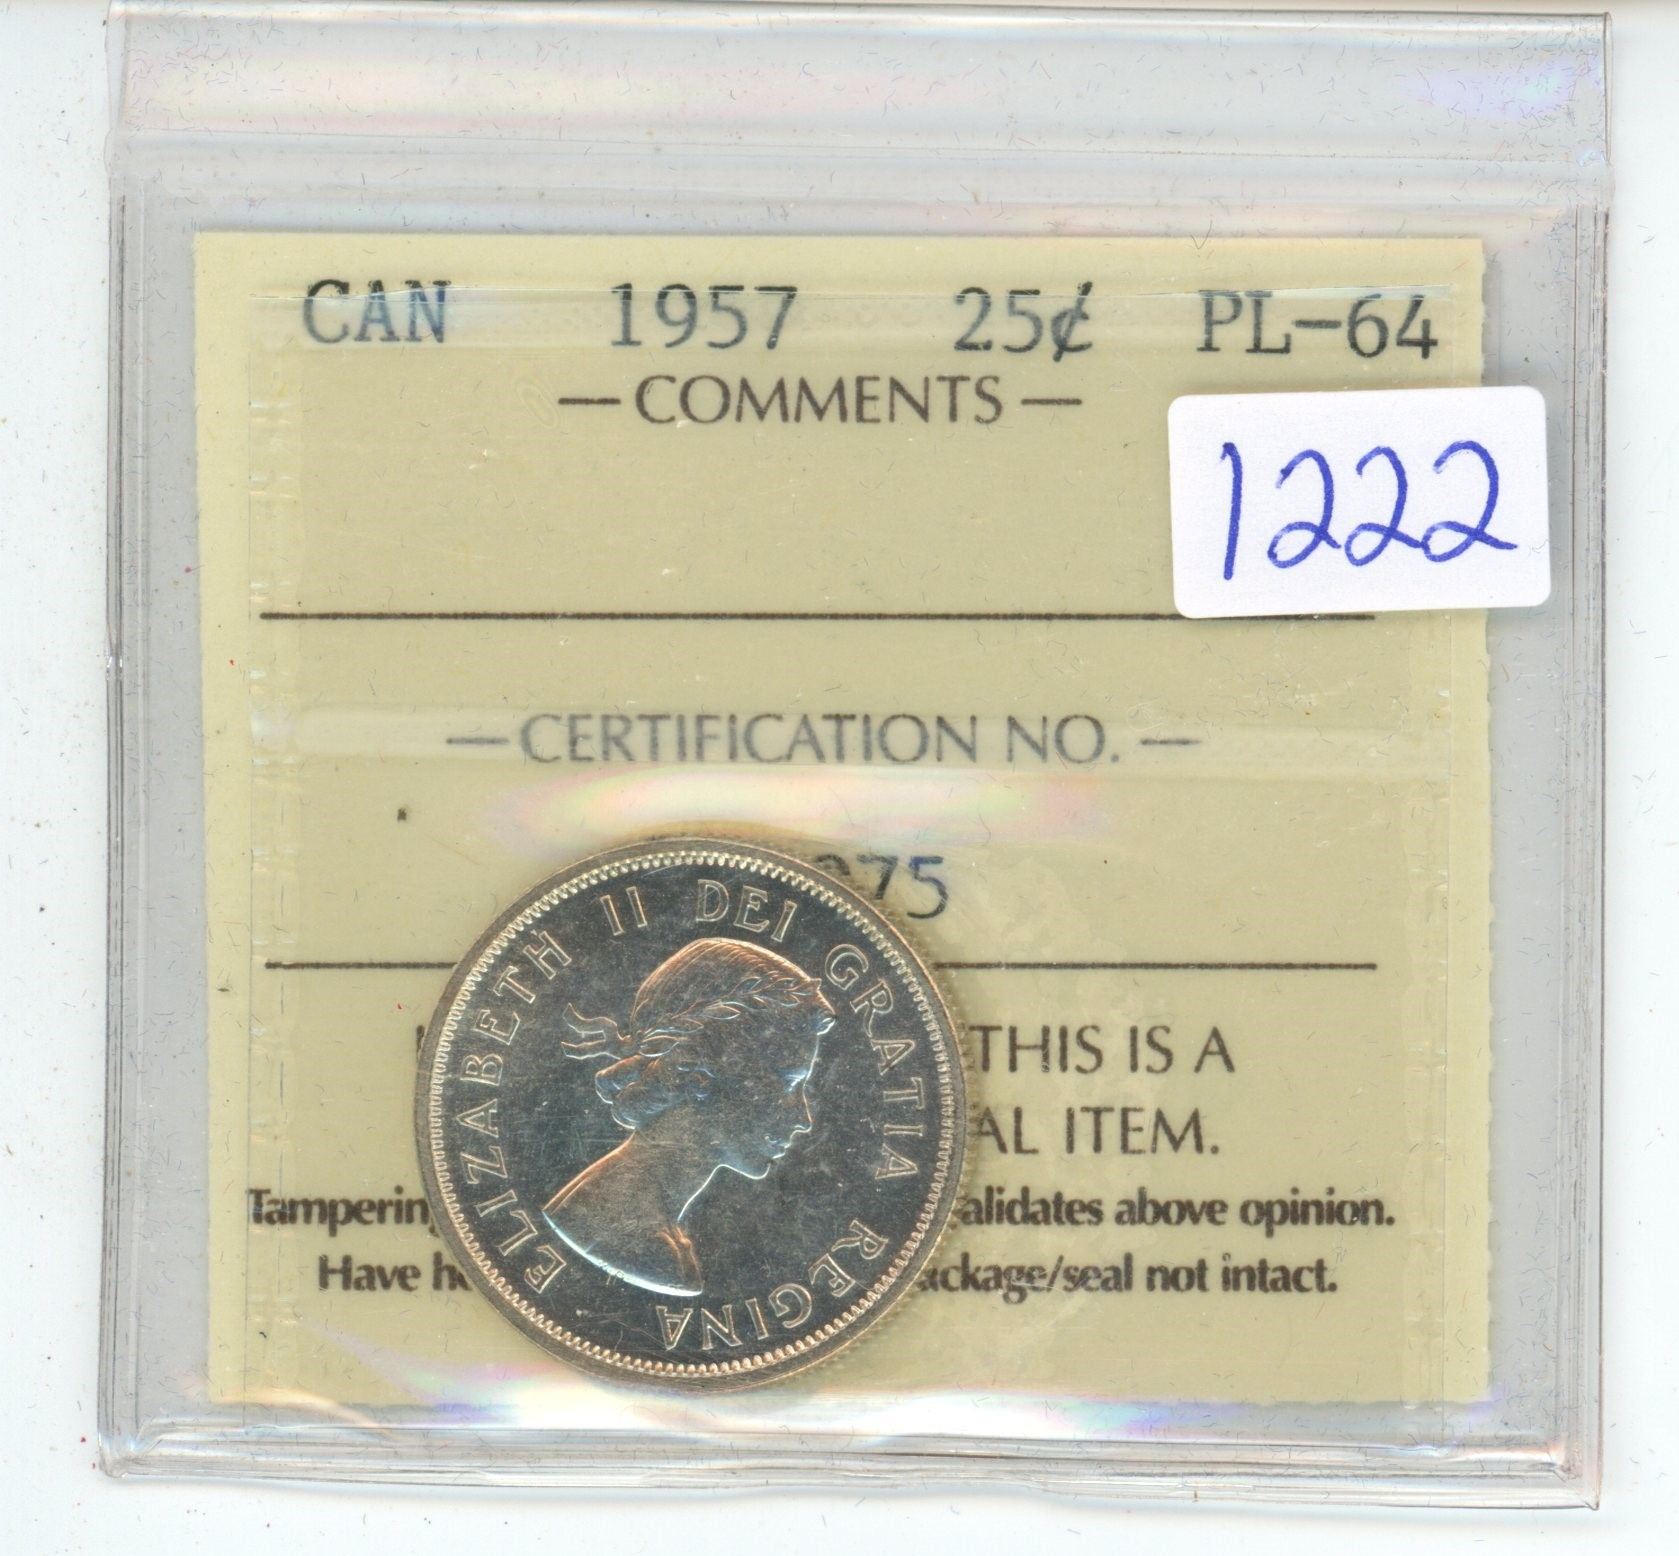 CAN 1957 25¢ PL-64
— COMMENTS —
1222
— CERTIFICATION NO. —
75
ELIZABETH II DEI GRATIA REGINA
THIS IS A
AL ITEM.
Tamperin alidates above opinion.
Have h ackage/seal not intact.